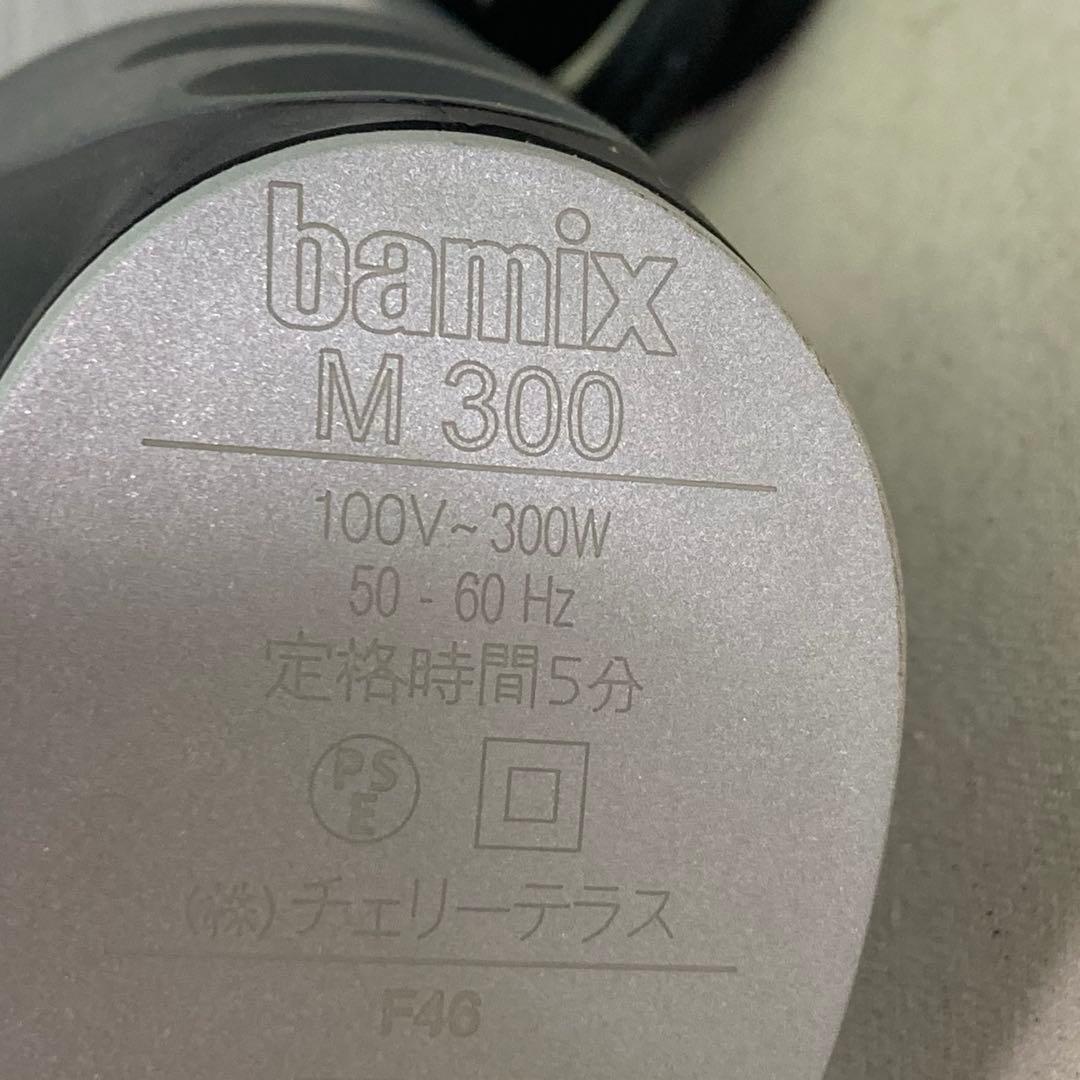 bamix
M 300
100V~300W
50 - 60 Hz
定格時間5分
PS
E
(株)チェリーテラス
F46